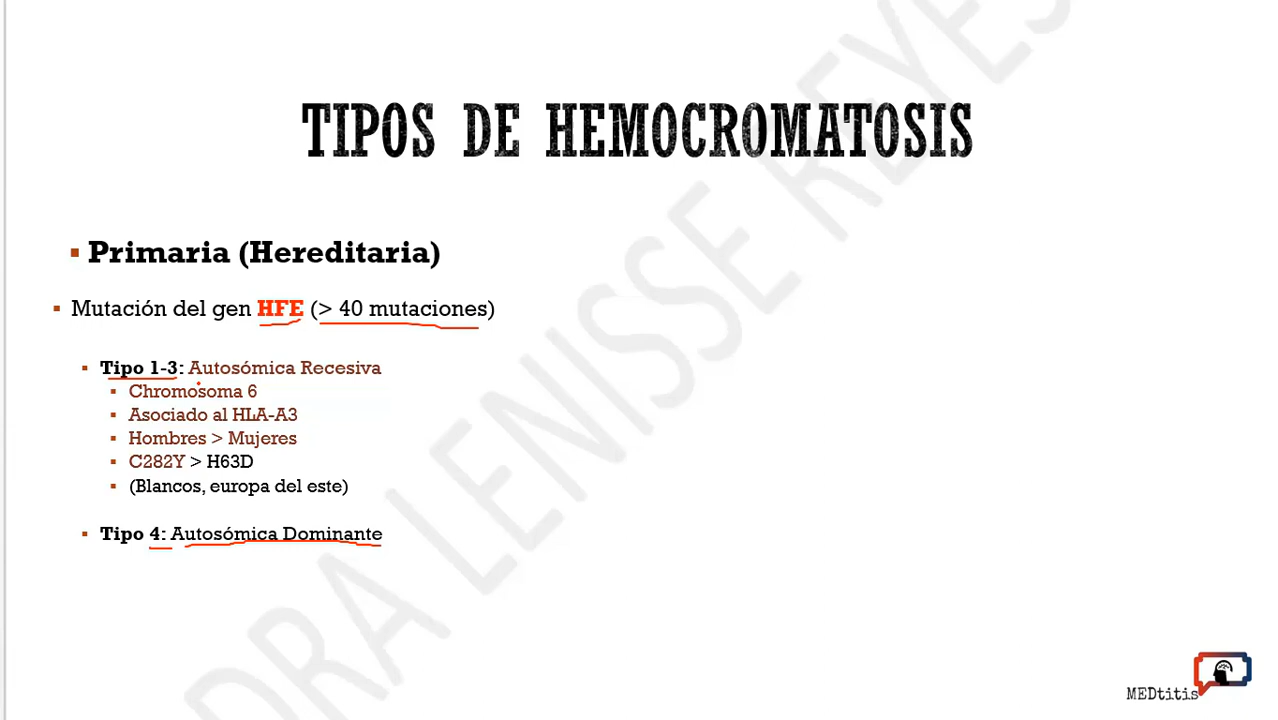 TIPOS DE HEMOCROMATOSIS
Primaria (Hereditaria)
Mutación del gen HFE (> 40 mutaciones)
Tipo 1-3: Autosómica Recesiva
Chromosoma 6
Asociado al HLA-A3
Hombres > Mujeres
C282Y > H63D
(Blancos, europa del este)
Tipo 4: Autosómica Dominante
DRA LENISSE REYES
MEDtitis